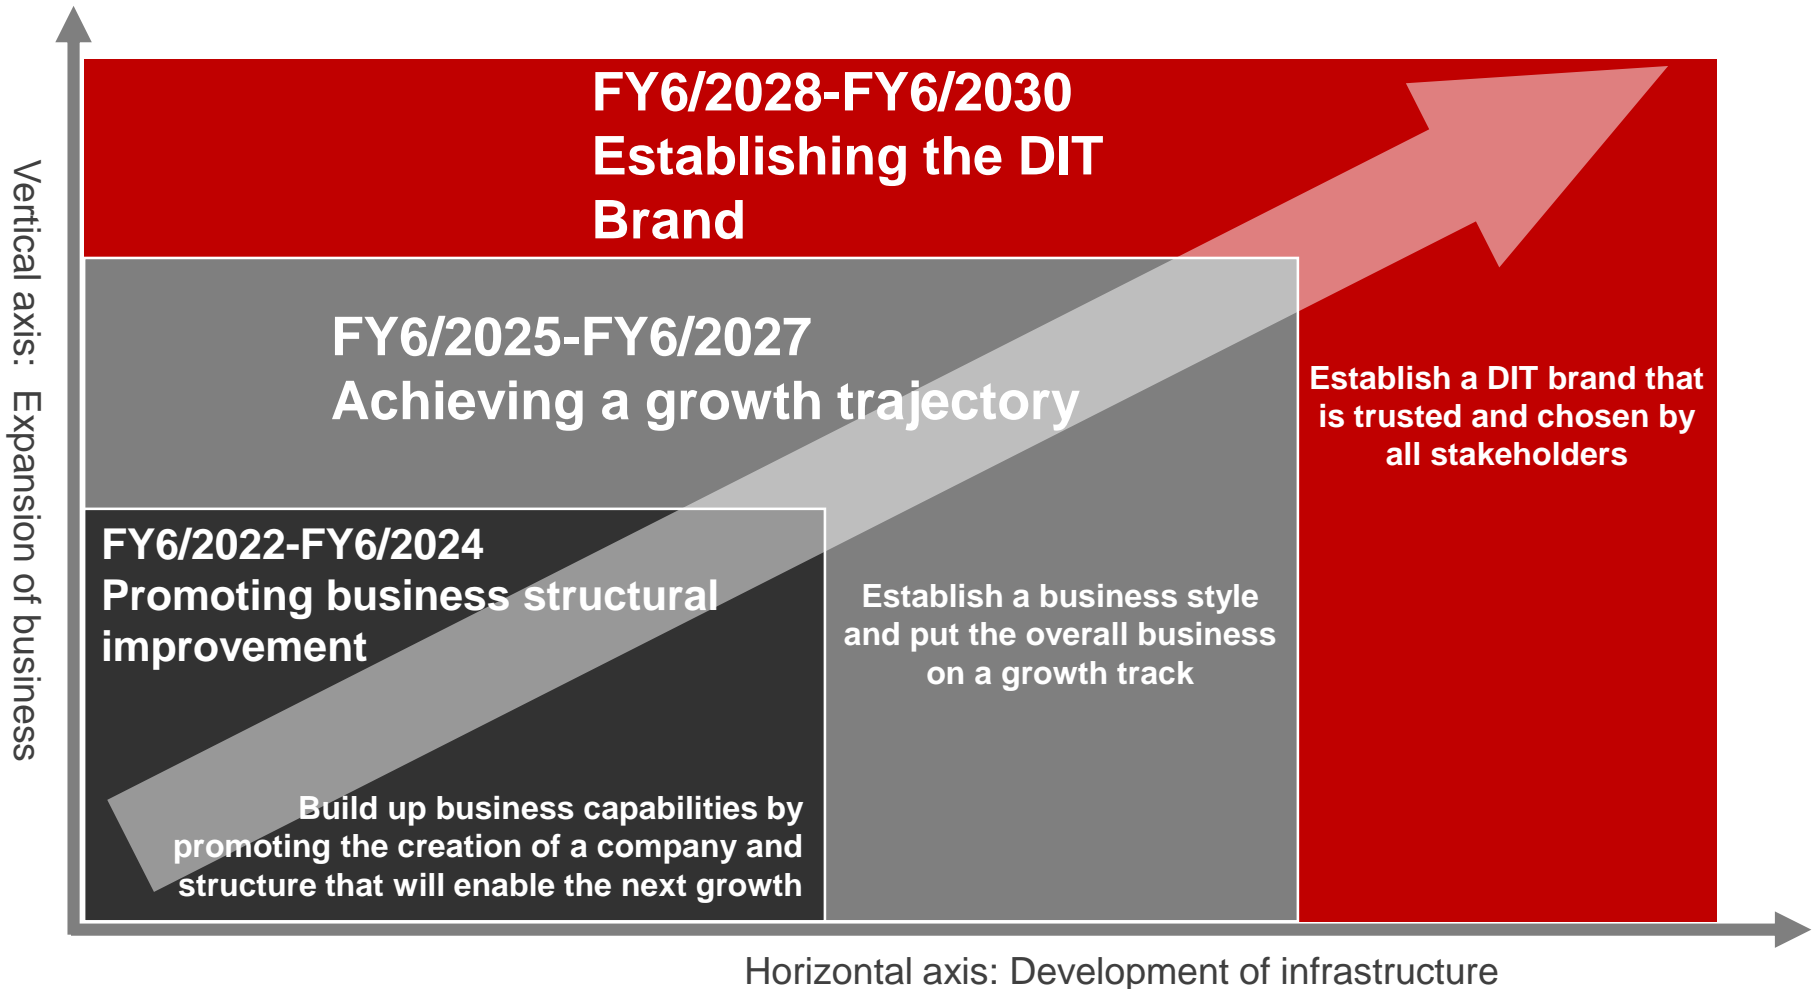 FY6/2028-FY6/2030
Establishing the DIT
Brand
FY6/2025-FY6/2027
Achieving a growth trajectory
Establish a DIT brand that
is trusted and chosen by
all stakeholders
FY6/2022-FY6/2024
Promoting business structural
improvement
Establish a business style
and put the overall business
on a growth track
Build up business capabilities by
promoting the creation of a company and
structure that will enable the next growth
Vertical axis: Expansion of business
Horizontal axis: Development of infrastructure